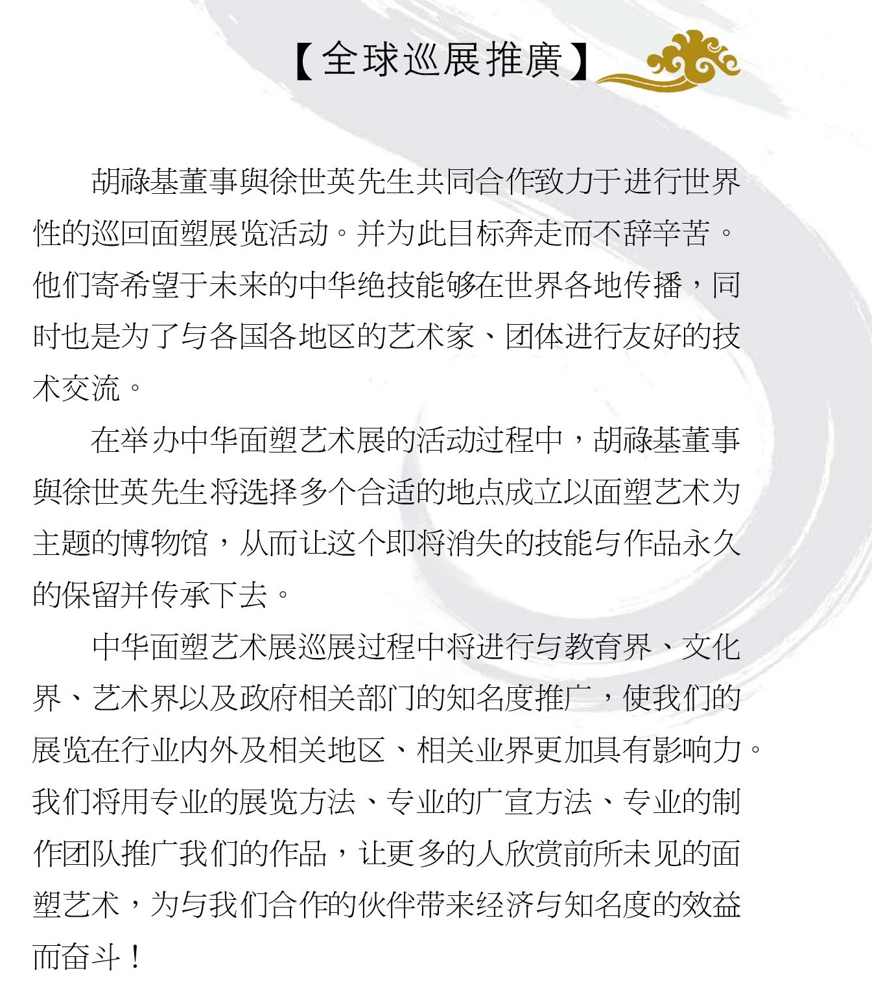 【全球巡展推廣】
胡祿基董事與徐世英先生共同合作致力于进行世界
性的巡回面塑展览活动。并为此目标奔走而不辞辛苦。
他们寄希望于未来的中华绝技能够在世界各地传播，同
时也是为了与各国各地区的艺术家、团体进行友好的技
术交流。
在举办中华面塑艺术展的活动过程中，胡祿基董事
與徐世英先生将选择多个合适的地点成立以面塑艺术为
主题的博物馆，从而让这个即将消失的技能与作品永久
的保留并传承下去。
中华面塑艺术展巡展过程中将进行与教育界、文化
界、艺术界以及政府相关部门的知名度推广，使我们的
展览在行业内外及相关地区、相关业界更加具有影响力。
我们将用专业的展览方法、专业的广宣方法、专业的制
作团队推广我们的作品，让更多的人欣赏前所未见的面
塑艺术，为与我们合作的伙伴带来经济与知名度的效益
而奋斗！